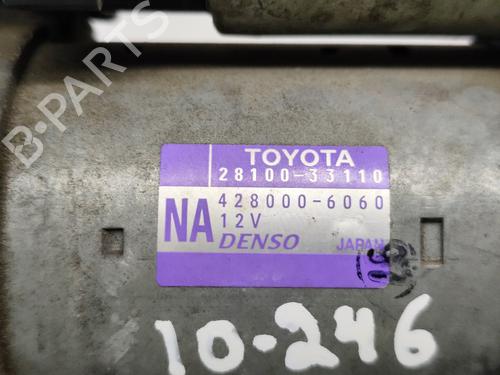 B-PARTS
TOYOTA
28100-33110
428000-6060
NA 12V
DENSO JAPAN
10-246